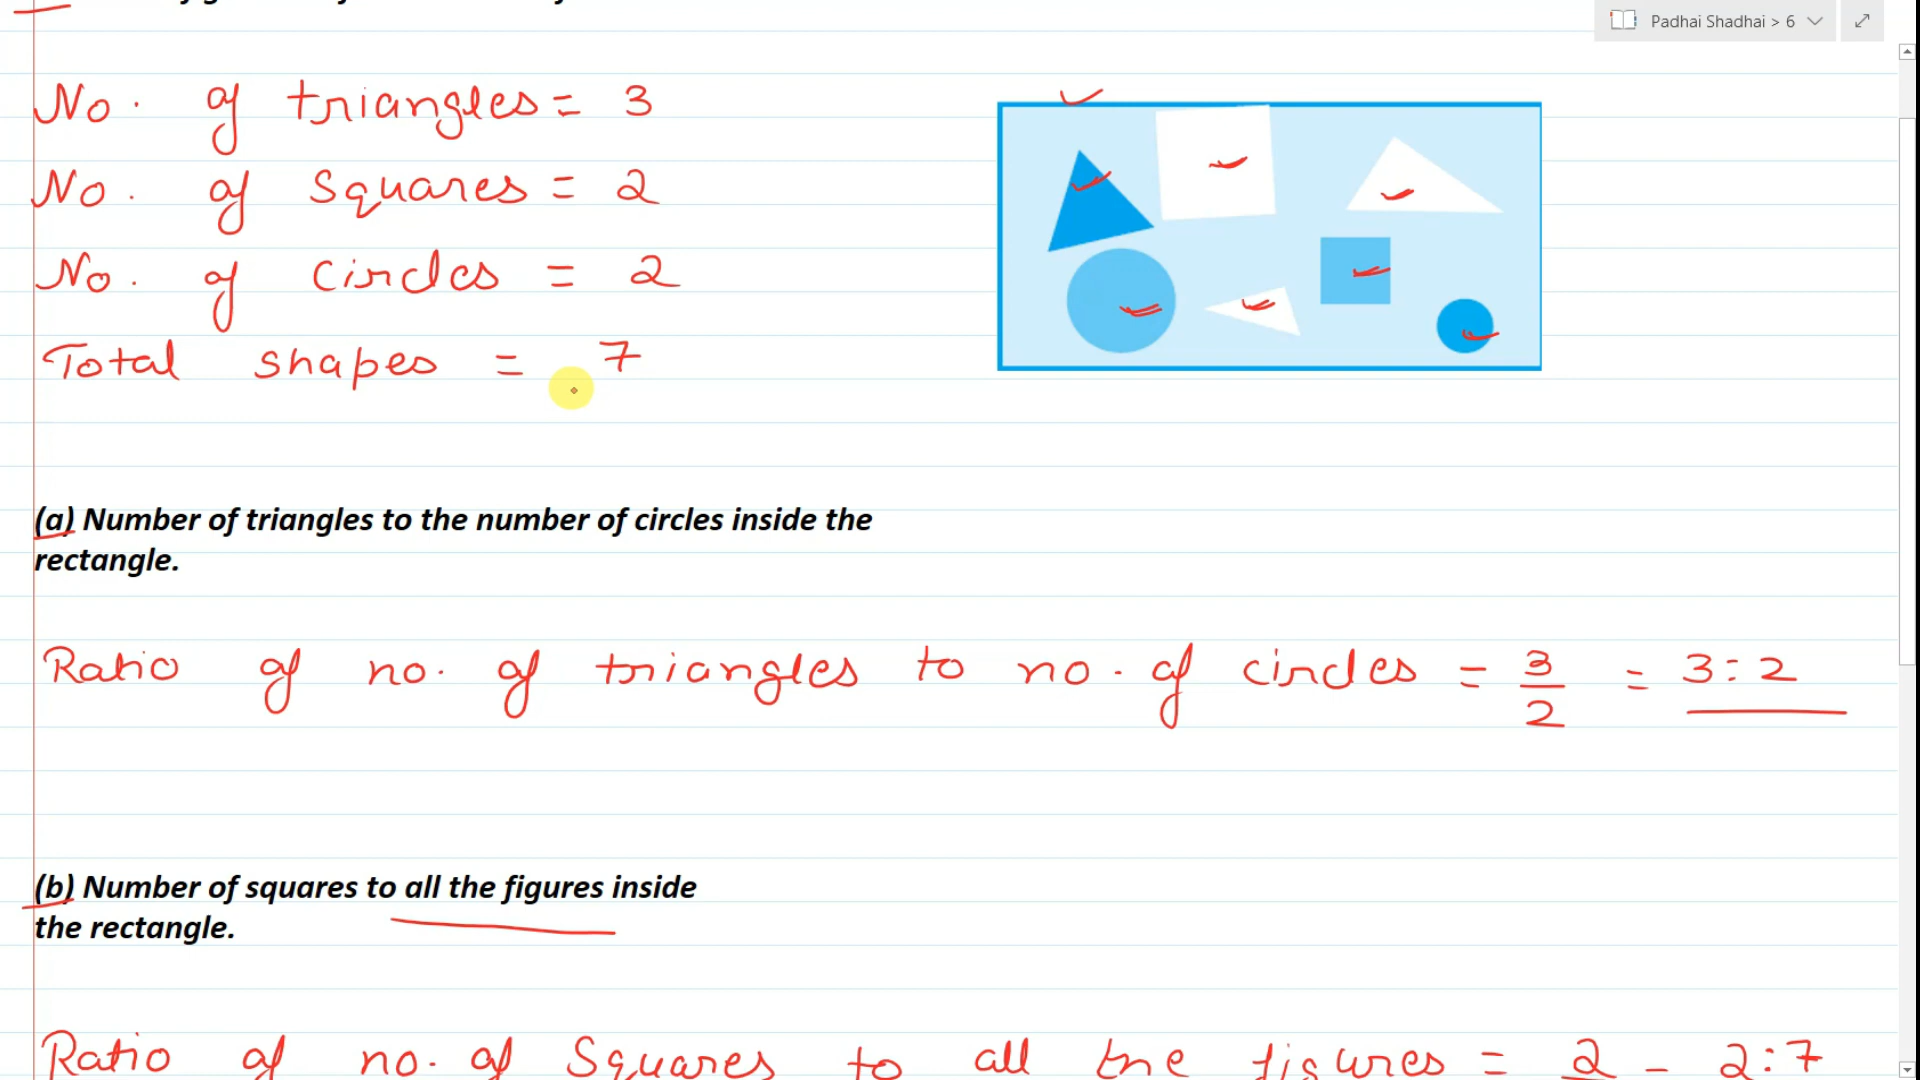 Padhai Shadhai > 6
No. of triangles = 3
No. of squares = 2
No. of circles = 2
Total shapes = 7
(a) Number of triangles to the number of circles inside the
rectangle.
Ratio of no. of triangles to no. of circles = 3/2 = 3:2
(b) Number of squares to all the figures inside
the rectangle.
Ratio of no. of Squares to all the figures = 2 = 2:7